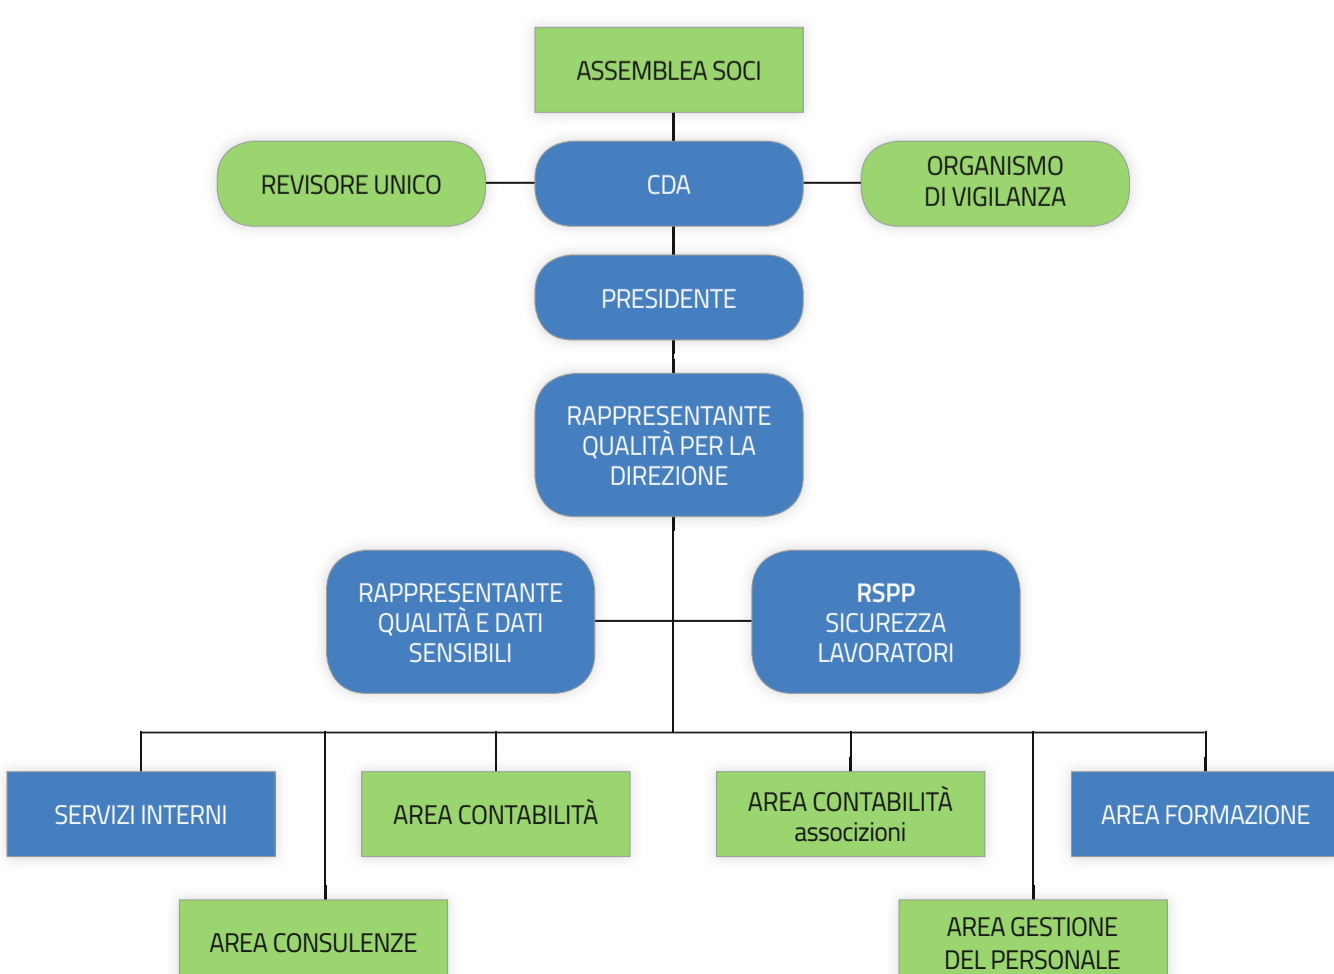 ASSEMBLEA SOCI
REVISORE UNICO
CDA
ORGANISMO
DI VIGILANZA
PRESIDENTE
RAPPRESENTANTE
QUALITÀ PER LA
DIREZIONE
RAPPRESENTANTE
QUALITÀ E DATI
SENSIBILI
RSPP
SICUREZZA
LAVORATORI
SERVIZI INTERNI
AREA CONTABILITÀ
AREA CONTABILITÀ
associzioni
AREA FORMAZIONE
AREA CONSULENZE
AREA GESTIONE
DEL PERSONALE